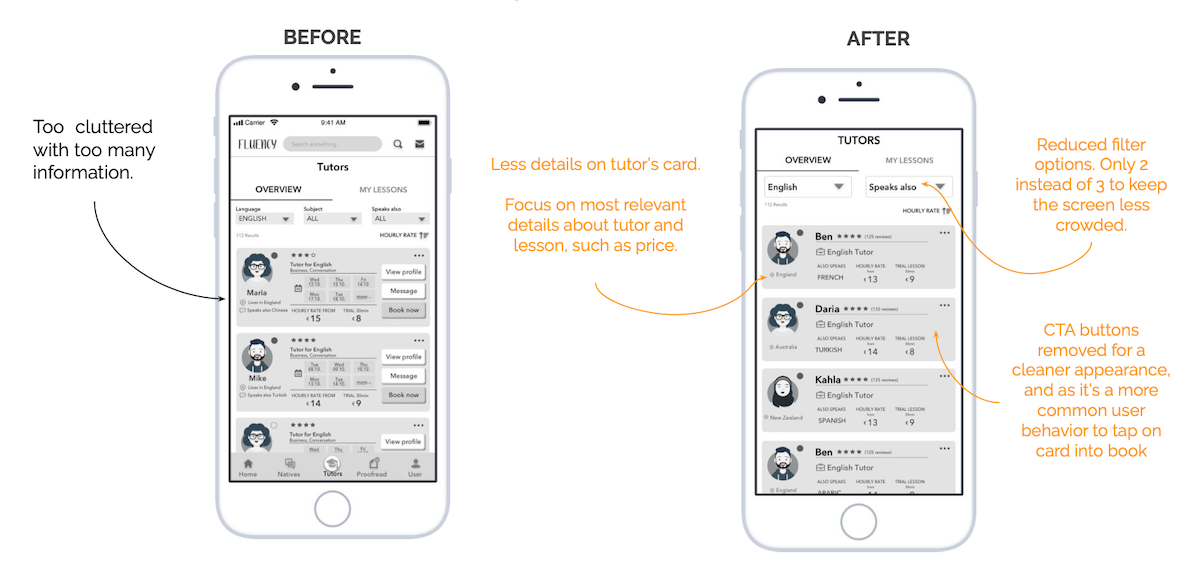 BEFORE
Too cluttered
with too many
information.
Carrier
9:41 AM
FLUENCY
Search something...
Tutors
OVERVIEW
MY LESSONS
Language
Subject
Speaks also
ENGLISH
ALL
ALL
112 Results
HOURLY RATE
Maria
Lives in England
Speaks also Chinese
Tutor for English
Business, Conversation
Wed
12.10.
Thu
13.10.
Fri
14.10.
Mon
17.10.
Tue
18.10.
more...
HOURLY RATE FROM
€15
TRIAL 30min
€8
View profile
Message
Book now
Mike
Lives in England
Speaks also Turkish
Tutor for English
Business, Conversation
Tue
08.10.
Wed
09.10.
Thu
10.10.
Mon
13.10.
Tue
14.10.
more...
HOURLY RATE FROM
€14
TRIAL 30min
€9
View profile
Message
Book now
Tutor for English
Business, Conversation
Tue
Wed
Thu
View profile
Home
Natives
Tutors
Proofread
User
Less details on tutor's card.
Focus on most relevant
details about tutor and
lesson, such as price.
AFTER
TUTORS
OVERVIEW
MY LESSONS
English
Speaks also
112 Results
HOURLY RATE
Ben (125 reviews)
English Tutor
England
ALSO SPEAKS
FRENCH
HOURLY RATE
from
€13
TRIAL LESSON
30min
€9
Daria (125 reviews)
English Tutor
Australia
ALSO SPEAKS
TURKISH
HOURLY RATE
from
€14
TRIAL LESSON
30min
€8
Kahla (125 reviews)
English Tutor
New Zealand
ALSO SPEAKS
SPANISH
HOURLY RATE
from
€13
TRIAL LESSON
30min
€9
Ben (125 reviews)
English Tutor
England
ALSO SPEAKS
ARABIC
HOURLY RATE
from
€14
TRIAL LESSON
30min
€9
Reduced filter
options. Only 2
instead of 3 to keep
the screen less
crowded.
CTA buttons
removed for a
cleaner appearance,
and as it's a more
common user
behavior to tap on
card into book